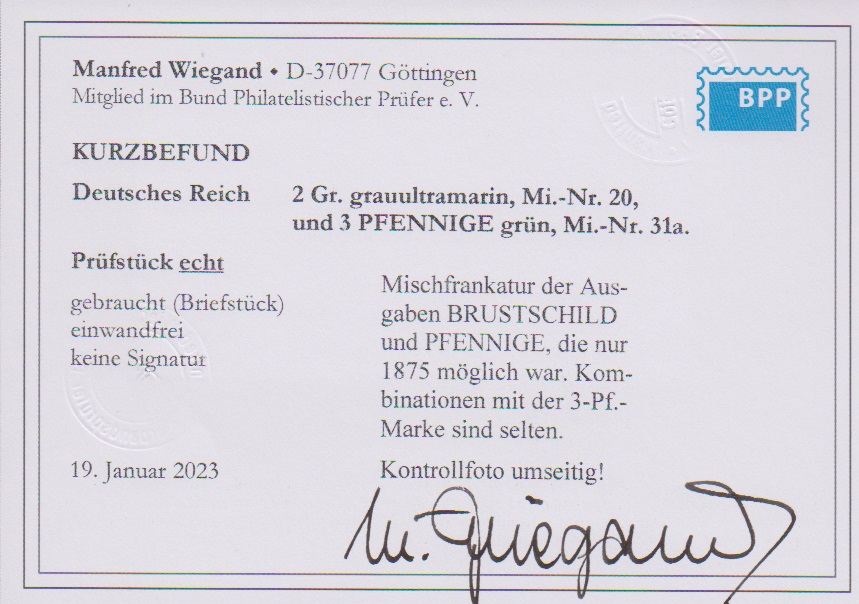 Manfred Wiegand • D-37077 Göttingen
Mitglied im Bund Philatelistischer Prüfer e. V.
BPP
KURZBEFUND
Deutsches Reich 2 Gr. grauultramarin, Mi.-Nr. 20,
und 3 PFENNIGE grün, Mi.-Nr. 31a.
Prüfstück echt
gebraucht (Briefstück)
einwandfrei
keine Signatur
Mischfrankatur der Aus-
gaben BRUSTSCHILD
und PFENNIGE, die nur
1875 möglich war. Kom-
binationen mit der 3-Pf.-
Marke sind selten.
19. Januar 2023
Kontrollfoto umseitig!
M. Wiegand